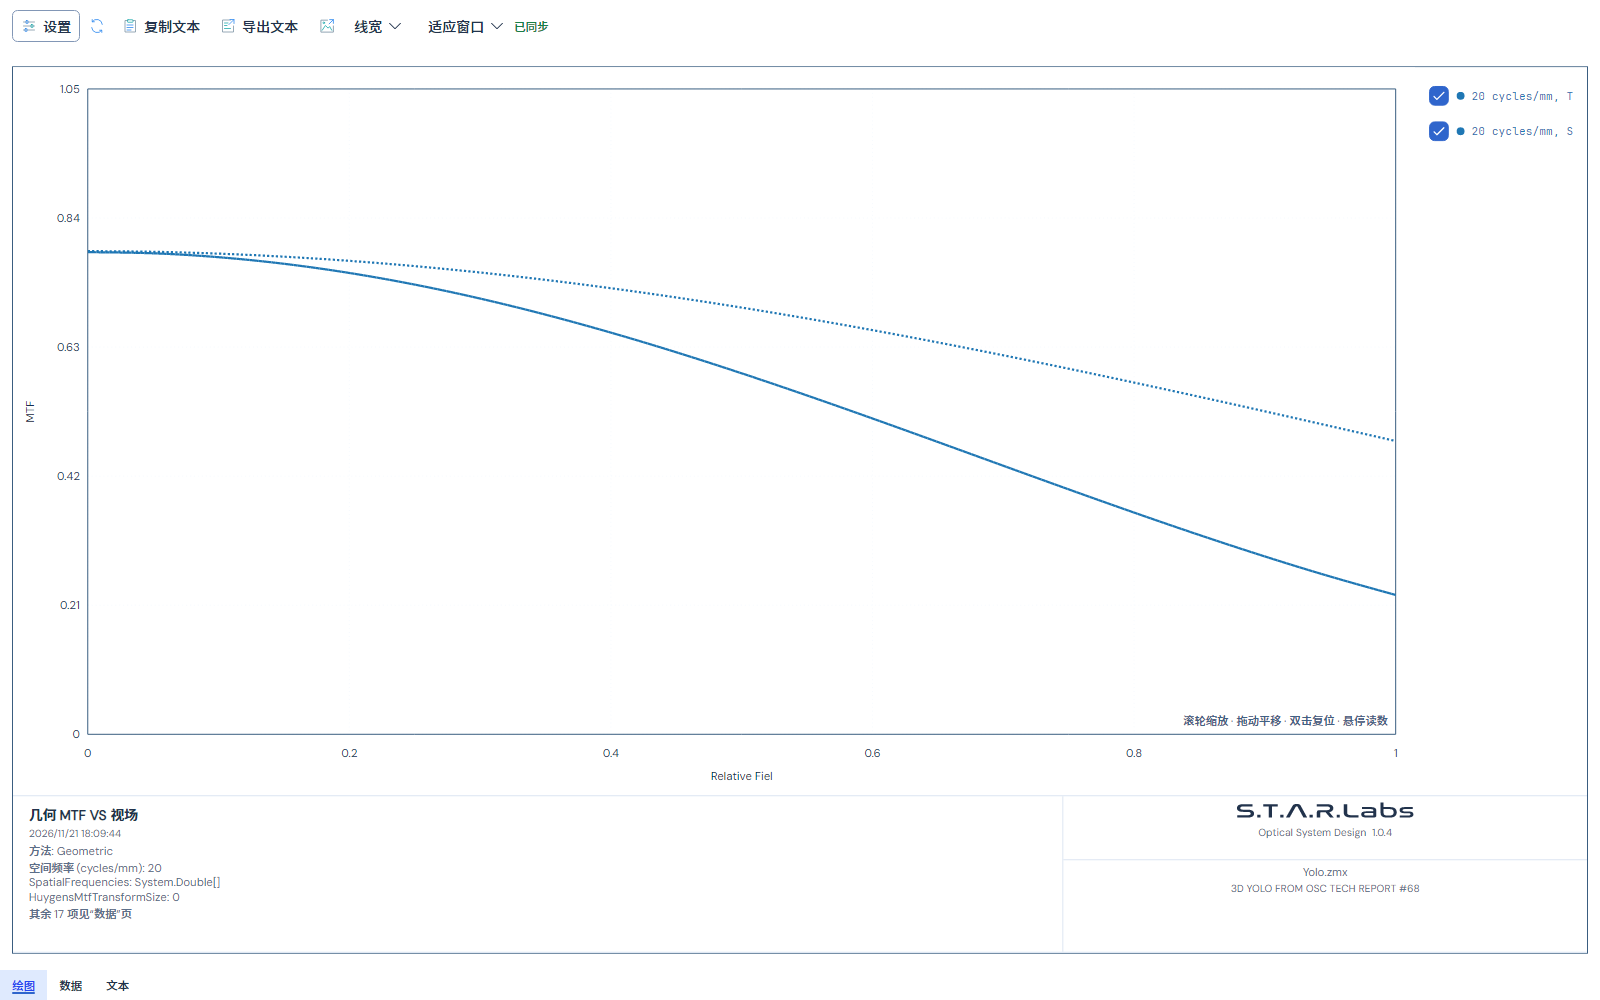 设置
复制文本
导出文本
线宽
适应窗口
已同步
1.05
0.84
0.63
0.42
0.21
0
MTF
0
0.2
0.4
0.6
0.8
1
Relative Fiel
滚轮缩放 · 拖动平移 · 双击复位 · 悬停读数
20 cycles/mm, T
20 cycles/mm, S
几何 MTF VS 视场
2026/11/21 18:09:44
方法: Geometric
空间频率 (cycles/mm): 20
SpatialFrequencies: System.Double[]
HuygensMtfTransformSize: 0
其余 17 项见“数据”页
S.T.A.R.Labs
Optical System Design 1.0.4
Yolo.zmx
3D YOLO FROM OSC TECH REPORT #68
绘图
数据
文本